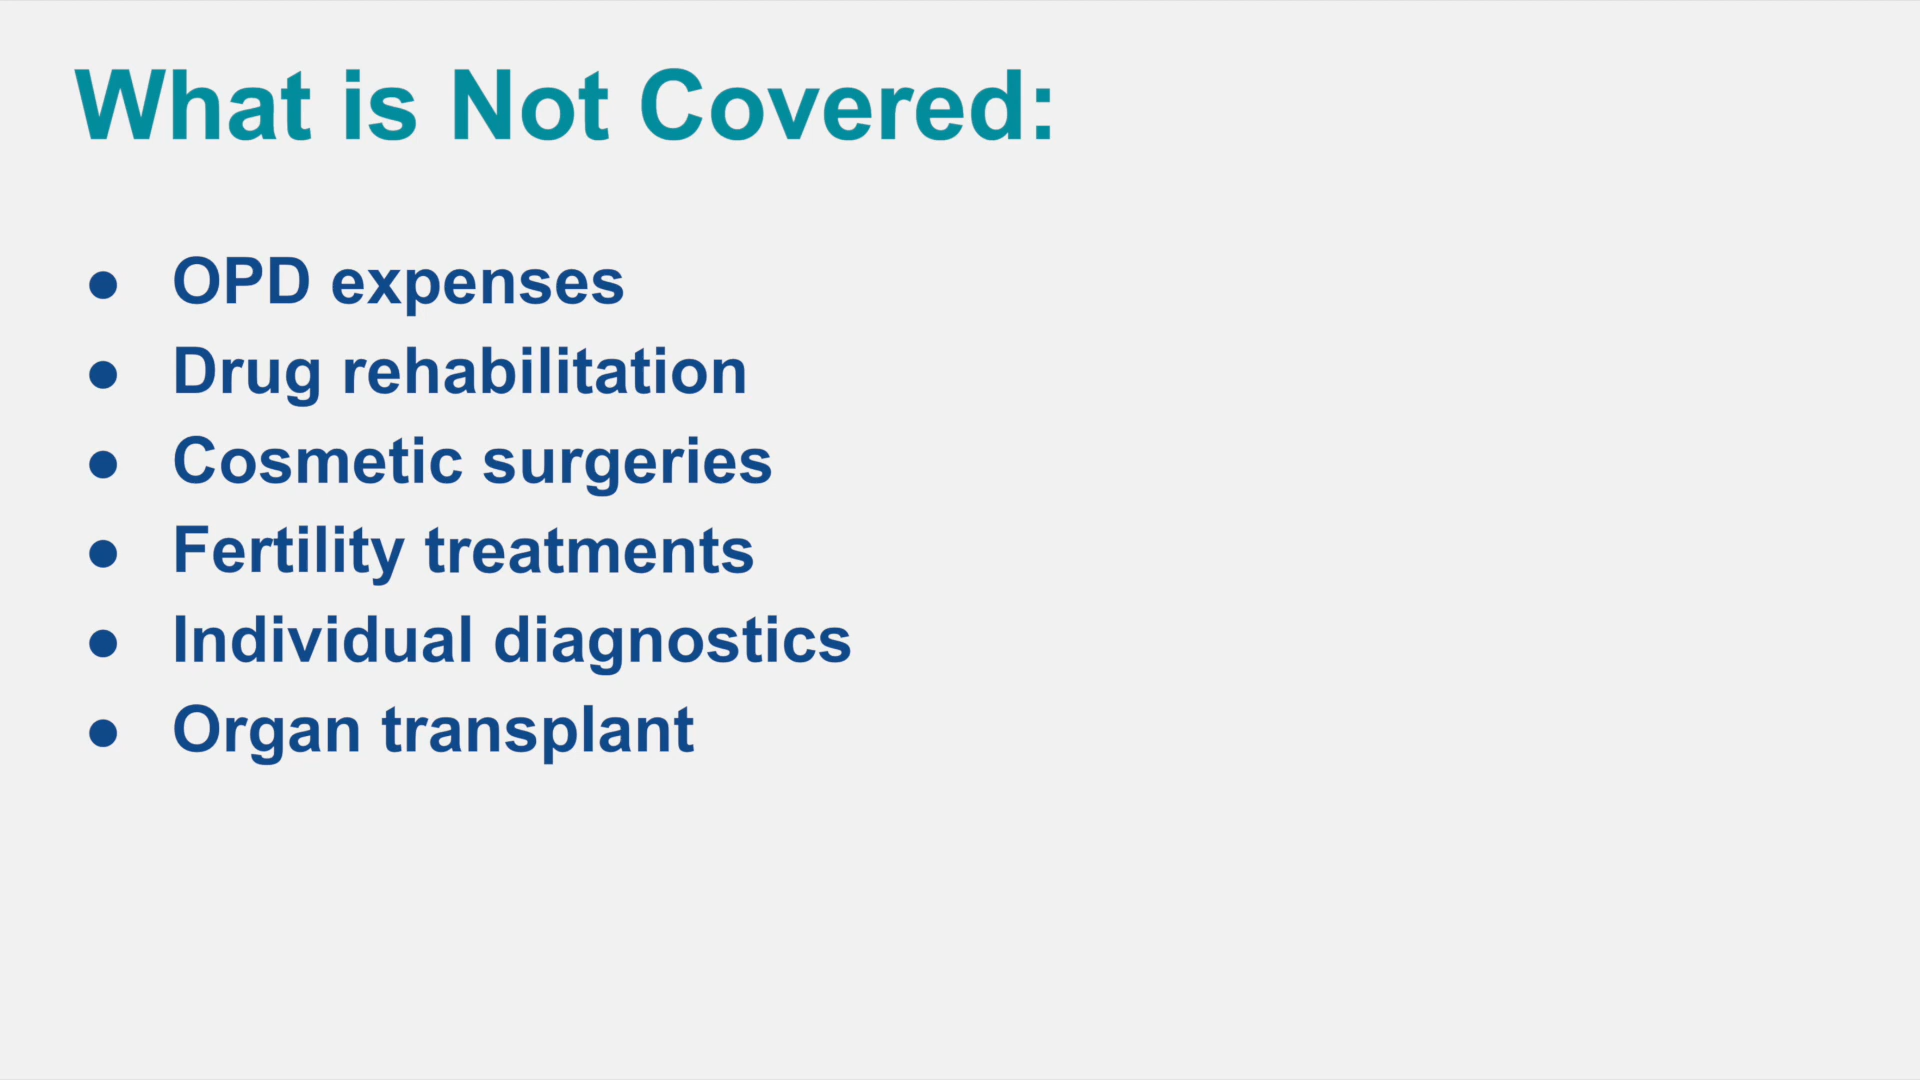 What is Not Covered:
● OPD expenses
● Drug rehabilitation
● Cosmetic surgeries
● Fertility treatments
● Individual diagnostics
● Organ transplant